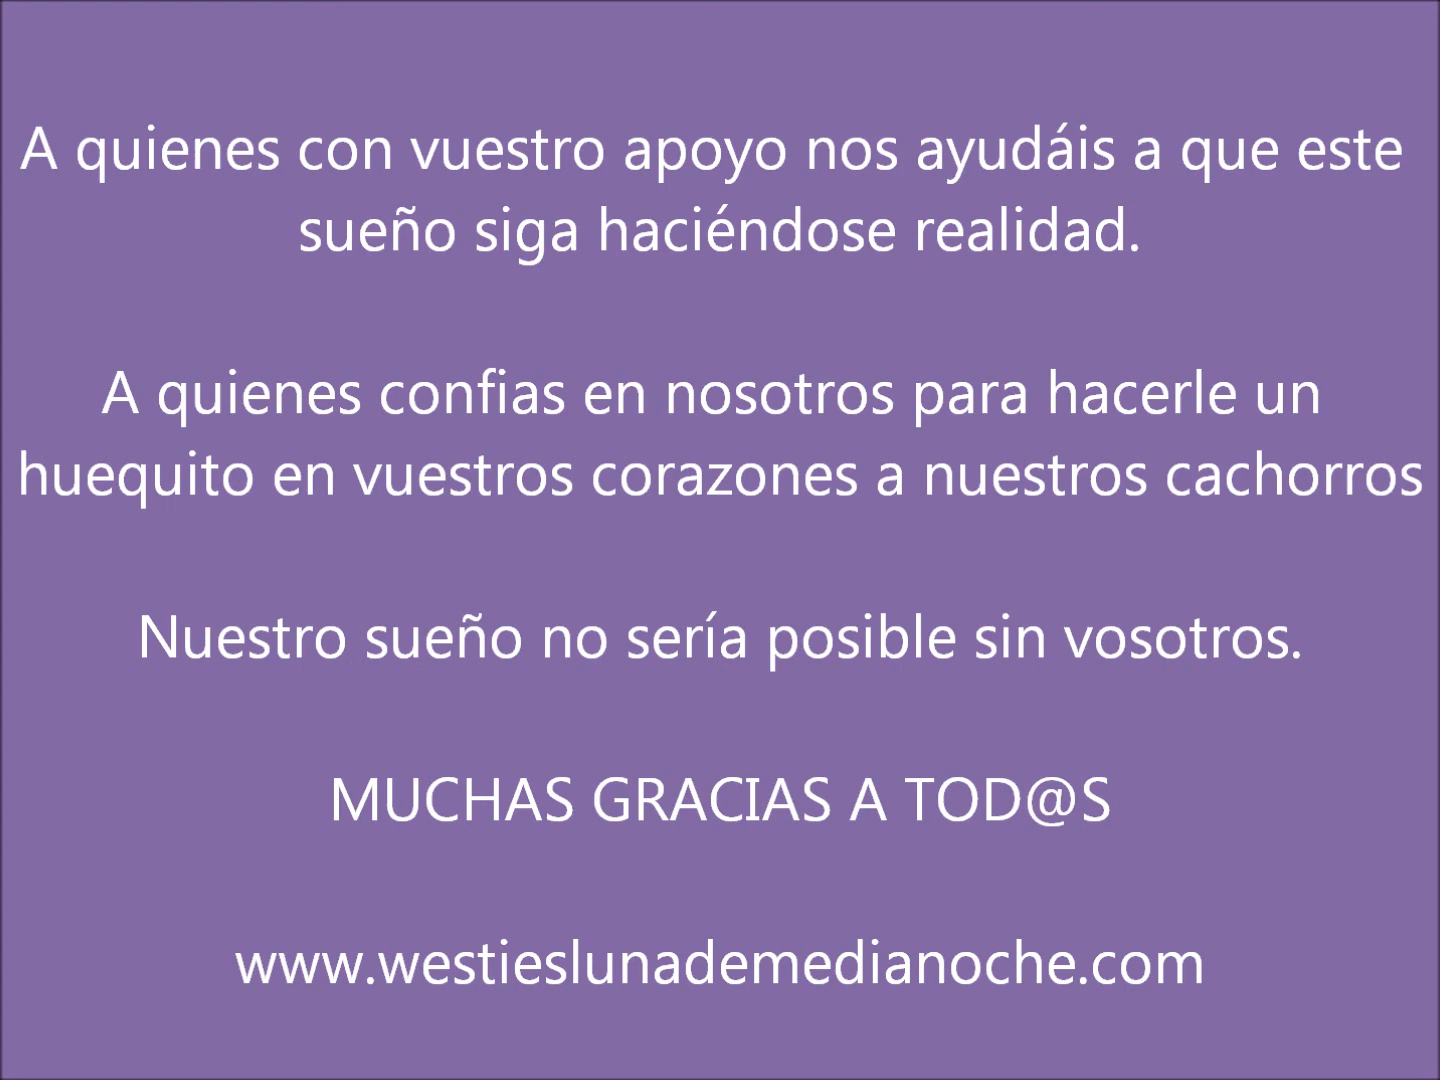 A quienes con vuestro apoyo nos ayudáis a que este
sueño siga haciéndose realidad.
A quienes confias en nosotros para hacerle un
huequito en vuestros corazones a nuestros cachorros
Nuestro sueño no sería posible sin vosotros.
MUCHAS GRACIAS A TOD@S
www.westieslunademedianoche.com